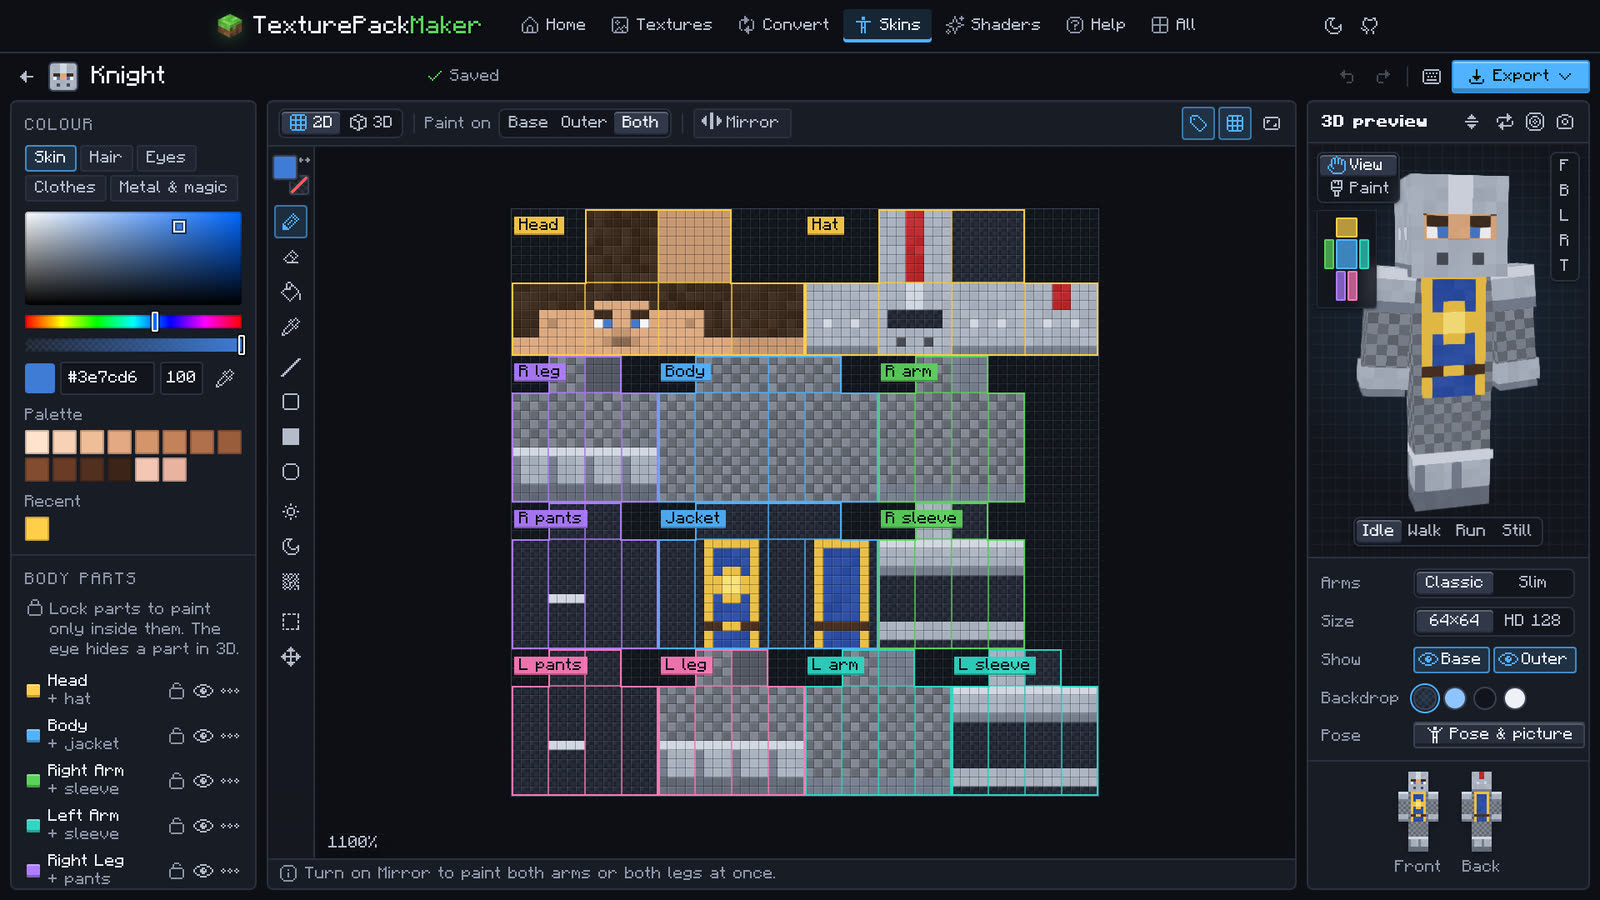 TexturePackMaker
Home
Textures
Convert
Skins
Shaders
Help
All
Knight
Saved
Export
COLOUR
Skin
Hair
Eyes
Clothes
Metal & magic
#3e7cd6
100
Palette
Recent
BODY PARTS
Lock parts to paint
only inside them. The
eye hides a part in 3D.
Head
+ hat
Body
+ jacket
Right Arm
+ sleeve
Left Arm
+ sleeve
Right Leg
+ pants
2D
3D
Paint on
Base
Outer
Both
Mirror
Head
Hat
R leg
Body
R arm
R pants
Jacket
R sleeve
L pants
L leg
L arm
L sleeve
1100%
Turn on Mirror to paint both arms or both legs at once.
3D preview
View
Paint
F
B
L
R
T
Idle
Walk
Run
Still
Arms
Classic
Slim
Size
64×64
HD 128
Show
Base
Outer
Backdrop
Pose
Pose & picture
Front
Back